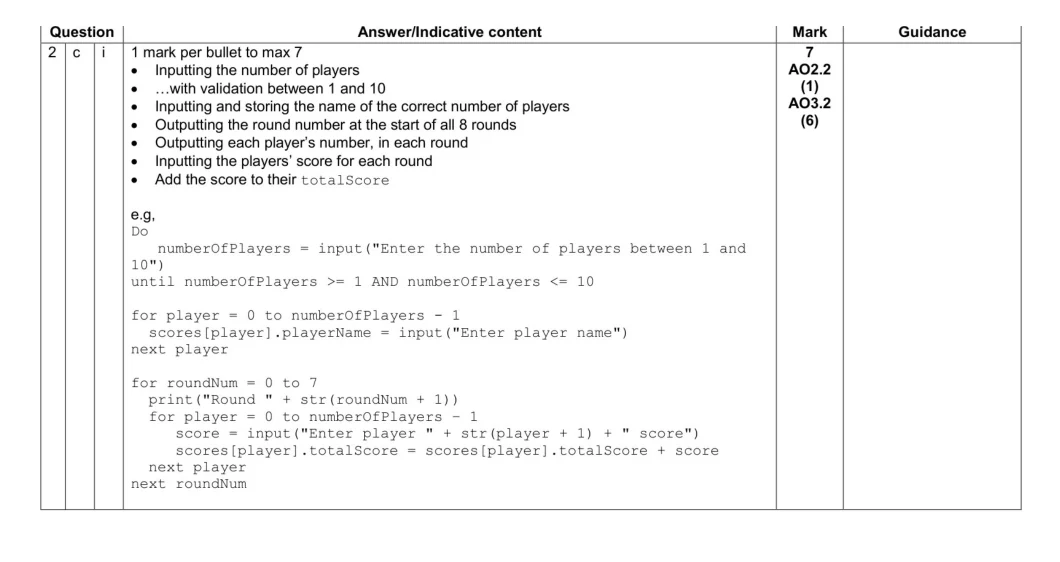 Question Answer/Indicative content Mark Guidance
2 c i 1 mark per bullet to max 7 7
• Inputting the number of players AO2.2
• …with validation between 1 and 10 (1)
• Inputting and storing the name of the correct number of players AO3.2
• Outputting the round number at the start of all 8 rounds (6)
• Outputting each player’s number, in each round
• Inputting the players’ score for each round
• Add the score to their totalScore
e.g,
Do
numberOfPlayers = input("Enter the number of players between 1 and
10")
until numberOfPlayers >= 1 AND numberOfPlayers <= 10
for player = 0 to numberOfPlayers - 1
scores[player].playerName = input("Enter player name")
next player
for roundNum = 0 to 7
print("Round " + str(roundNum + 1))
for player = 0 to numberOfPlayers – 1
score = input("Enter player " + str(player + 1) + " score")
scores[player].totalScore = scores[player].totalScore + score
next player
next roundNum